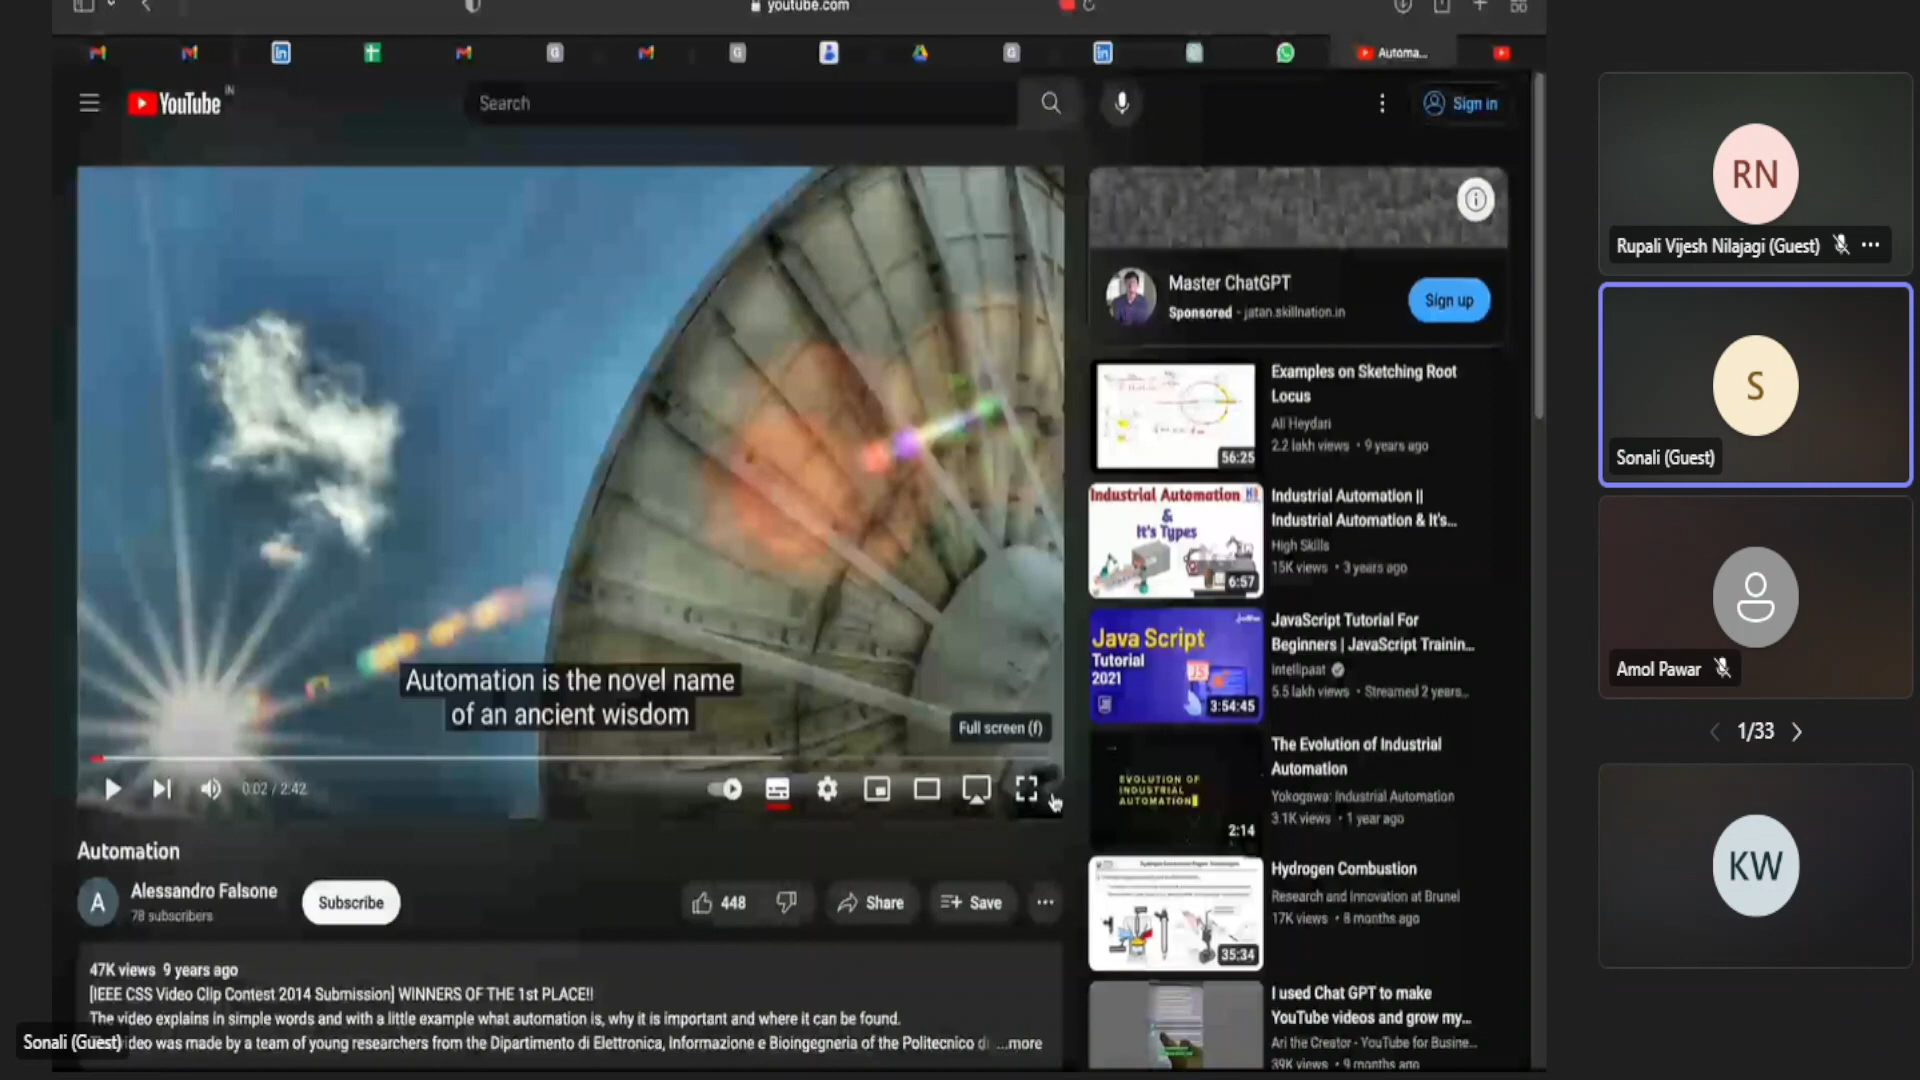 youtube.com
Automa...
YouTube IN
Search
Sign in
Automation is the novel name
of an ancient wisdom
Full screen (f)
0:02 / 2:42
Automation
A
Alessandro Falsone
78 subscribers
Subscribe
448
Share
Save
47K views 9 years ago
[IEEE CSS Video Clip Contest 2014 Submission] WINNERS OF THE 1st PLACE!!
The video explains in simple words and with a little example what automation is, why it is important and where it can be found.
ideo was made by a team of young researchers from the Dipartimento di Elettronica, Informazione e Bioingegneria of the Politecnico di ...more
Sonali (Guest)
Master ChatGPT
Sponsored - jatan.skillnation.in
Sign up
Examples on Sketching Root
Locus
Ali Heydari
2.2 lakh views • 9 years ago
56:25
Industrial Automation
&
It's Types
6:57
Industrial Automation ||
Industrial Automation & It's...
High Skills
15K views • 3 years ago
Java Script
Tutorial
2021
JS
3:54:45
JavaScript Tutorial For
Beginners | JavaScript Trainin...
Intellipaat
5.5 lakh views • Streamed 2 years...
EVOLUTION OF
INDUSTRIAL
AUTOMATION
2:14
The Evolution of Industrial
Automation
Yokogawa: Industrial Automation
3.1K views • 1 year ago
35:34
Hydrogen Combustion
Research and Innovation at Brunel
17K views • 8 months ago
I used Chat GPT to make
YouTube videos and grow my...
Ari the Creator - YouTube for Busine...
39K views • 9 months ago
RN
Rupali Vijesh Nilajagi (Guest)
S
Sonali (Guest)
Amol Pawar
1/33
KW